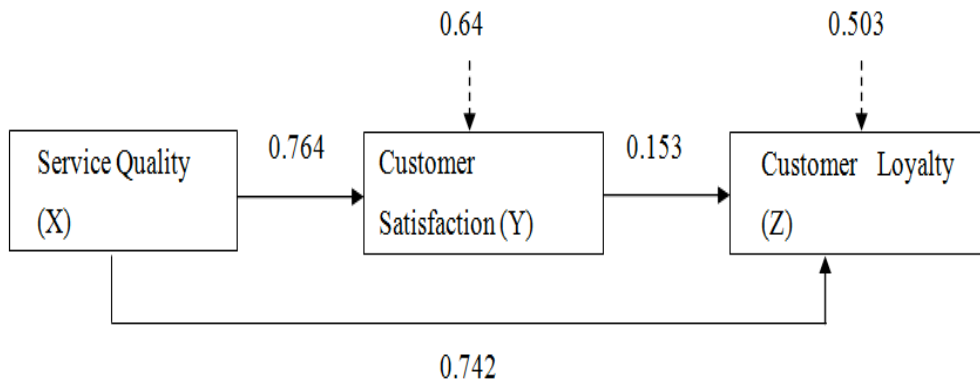 0.64
0.503
Service Quality
(X)
0.764
Customer
Satisfaction (Y)
0.153
Customer Loyalty
(Z)
0.742